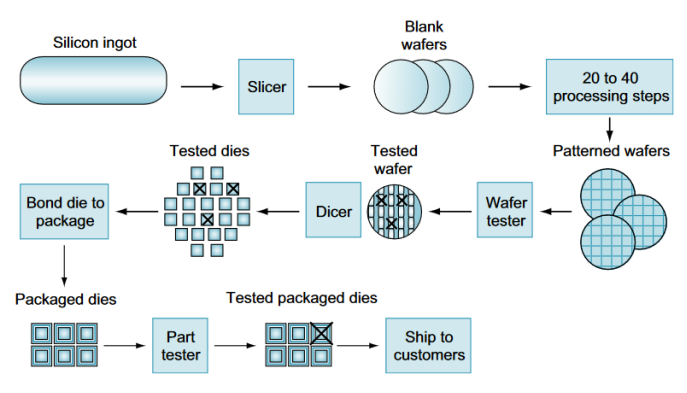 Silicon ingot
Slicer
Blank
wafers
20 to 40
processing steps
Tested dies
Tested
wafer
Patterned wafers
Bond die to
package
Dicer
Wafer
tester
Packaged dies
Tested packaged dies
Part
tester
Ship to
customers